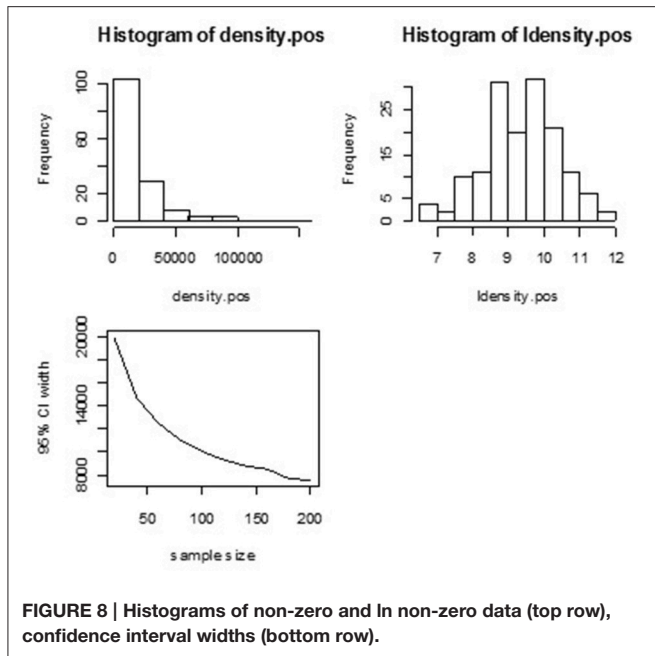 Histogram of density.pos
Frequency
0 20 60 100
0 50000 100000
density.pos
Histogram of ldensity.pos
Frequency
5 15 25
7 8 9 10 11 12
ldensity.pos
95% CI width
8000 14000 20000
50 100 150 200
sample size
FIGURE 8 | Histograms of non-zero and ln non-zero data (top row),
confidence interval widths (bottom row).